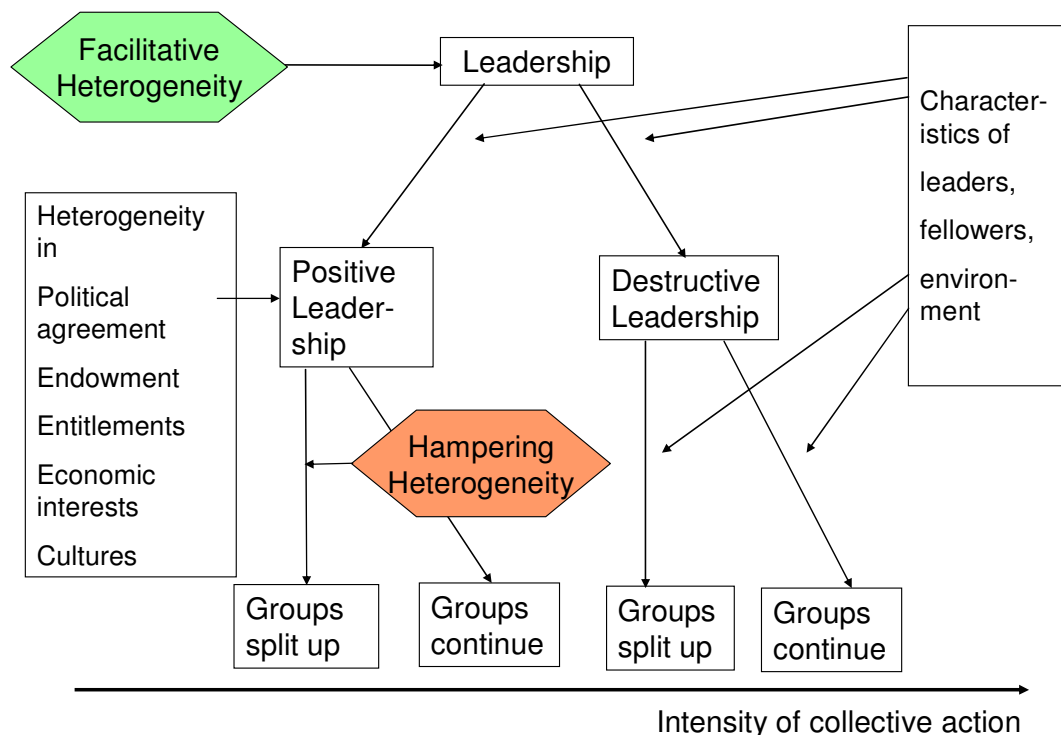 Facilitative
Heterogeneity
Leadership
Character-
istics of
leaders,
fellowers,
environ-
ment
Heterogeneity
in
Political
agreement
Endowment
Entitlements
Economic
interests
Cultures
Positive
Leader-
ship
Destructive
Leadership
Hampering
Heterogeneity
Groups
split up
Groups
continue
Groups
split up
Groups
continue
Intensity of collective action